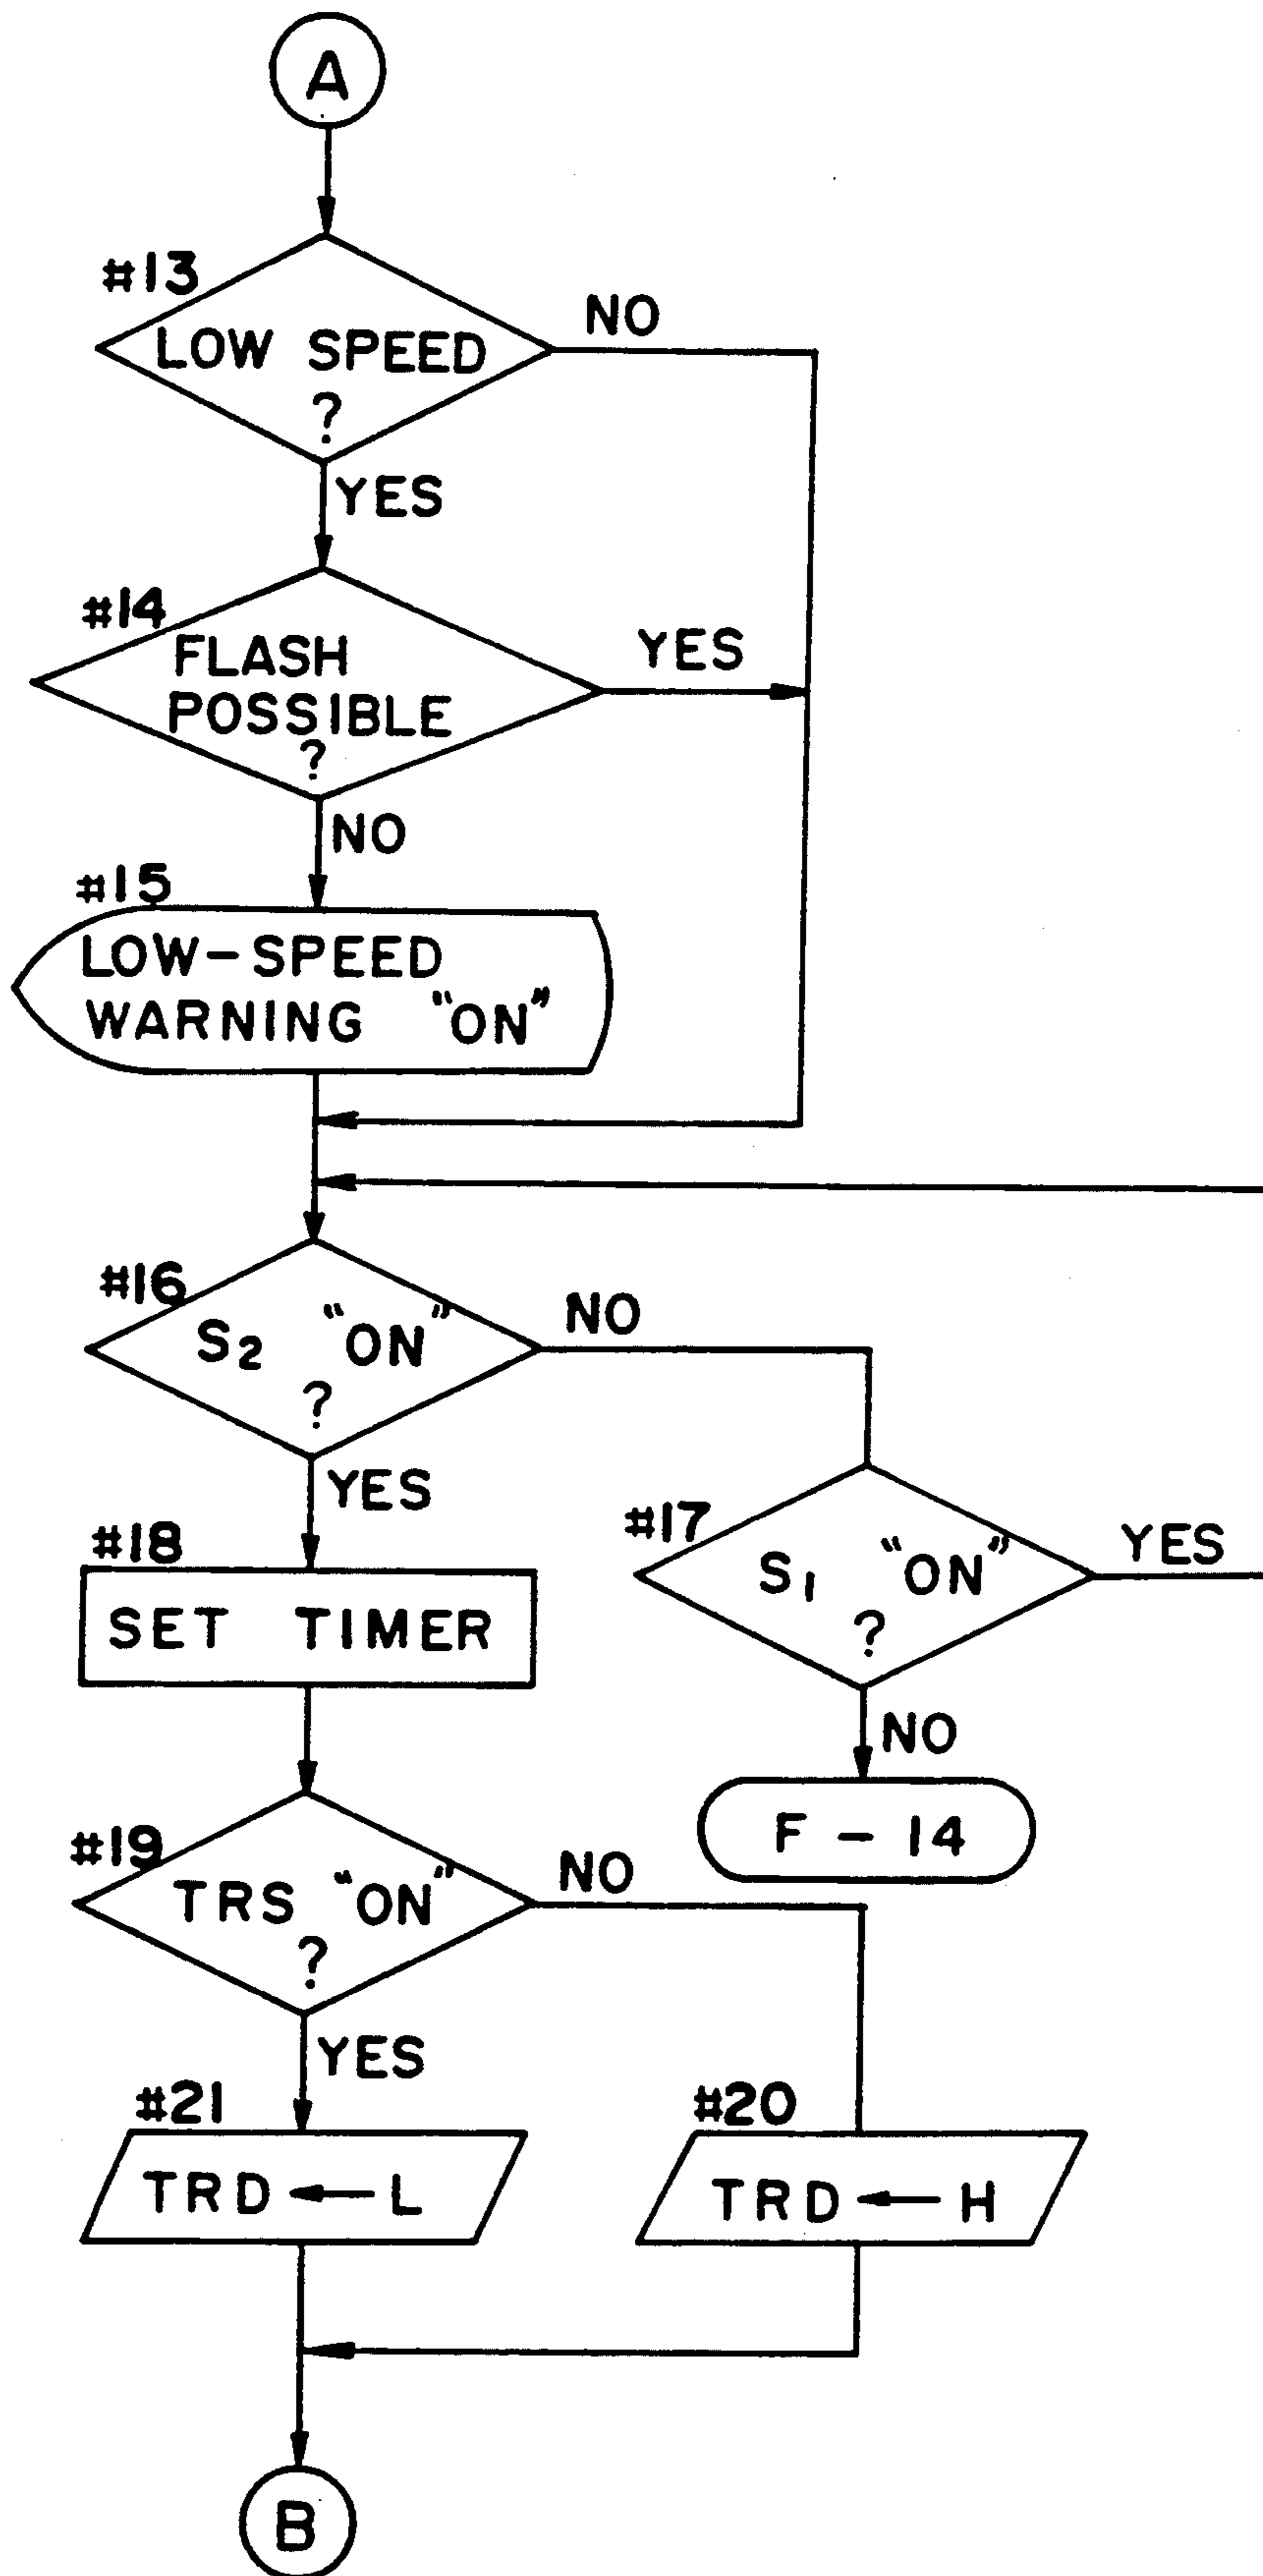 A
#13
LOW SPEED
?
NO
YES
#14
FLASH
POSSIBLE
?
YES
NO
#15
LOW-SPEED
WARNING "ON"
#16
S2 "ON"
?
NO
YES
#17
S1 "ON"
?
YES
NO
F - 14
#18
SET TIMER
#19
TRS "ON"
?
NO
YES
#21
TRD ← L
#20
TRD ← H
B